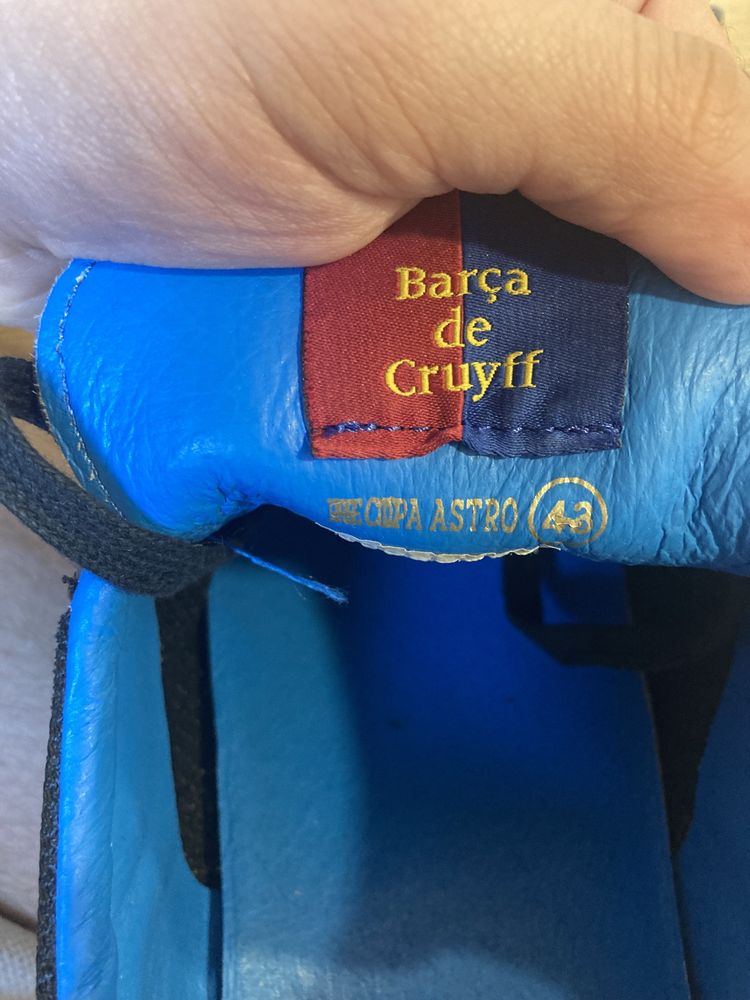 Barça
de
Cruyff
COPA ASTRO 43